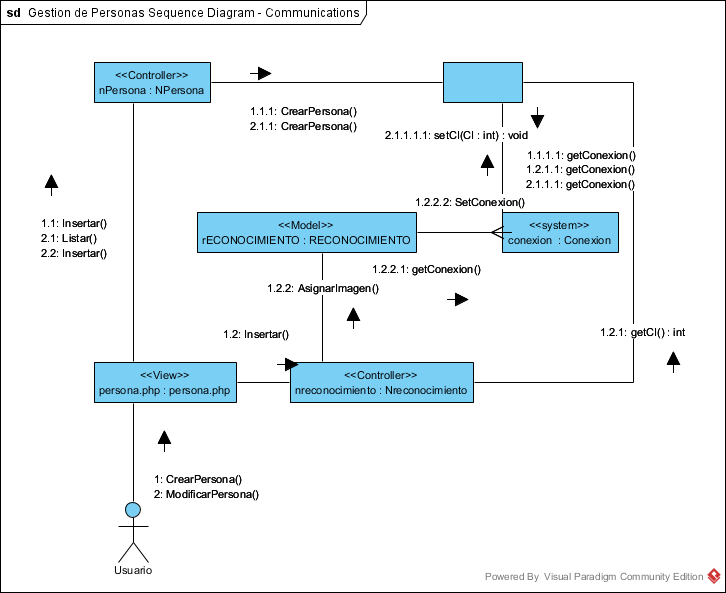 sd Gestion de Personas Sequence Diagram - Communications
<<Controller>>
nPersona : NPersona
1.1.1: CrearPersona()
2.1.1: CrearPersona()
2.1.1.1.1: setCI(CI : int) : void
1.1.1.1: getConexion()
1.2.1.1: getConexion()
2.1.1.1: getConexion()
1.1: Insertar()
2.1: Listar()
2.2: Insertar()
1.2.2.2: SetConexion()
<<Model>>
rECONOCIMIENTO : RECONOCIMIENTO
<<system>>
conexion : Conexion
1.2.2.1: getConexion()
1.2.2: AsignarImagen()
1.2: Insertar()
1.2.1: getCI() : int
<<View>>
persona.php : persona.php
<<Controller>>
nreconocimiento : Nreconocimiento
1: CrearPersona()
2: ModificarPersona()
Usuario
Powered By Visual Paradigm Community Edition